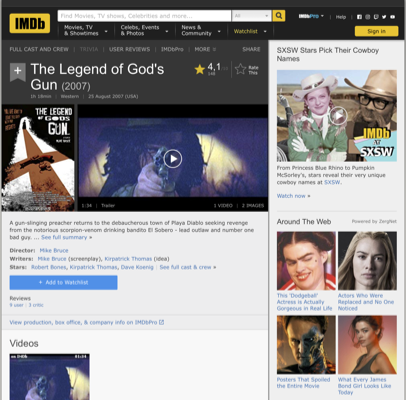 IMDb
Find Movies, TV shows, Celebrities and more...
All
IMDbPro
Help
Movies, TV
& Showtimes
Celebs, Events
& Photos
News &
Community
Watchlist
Sign in
FULL CAST AND CREW | TRIVIA | USER REVIEWS | IMDbPro | MORE
SHARE
The Legend of God's
Gun (2007)
4.1
Rate
This
1h 18min | Western | 25 August 2007 (USA)
THE LEGEND
OF GOD'S
GUN
1:34 | Trailer
1 VIDEO | 2 IMAGES
A gun-slinging preacher returns to the debaucherous town of Playa Diablo seeking revenge
from the notorious scorpion-venom drinking bandito El Sobero - lead outlaw and number one
bad guy. ... See full summary »
Director: Mike Bruce
Writers: Mike Bruce (screenplay), Kirpatrick Thomas (idea)
Stars: Robert Bones, Kirpatrick Thomas, Dave Koenig | See full cast & crew »
+ Add to Watchlist
Reviews
9 user | 3 critic
View production, box office, & company info on IMDbPro
Videos
on IMDb
01:34
SXSW Stars Pick Their Cowboy
Names
IMDb
AT
SXSW
From Princess Blue Rhino to Pumpkin
McSorley's, stars reveal their very unique
cowboy names at SXSW.
Watch now »
Around The Web
Powered by ZergNet
This 'Dodgeball'
Actress is Actually
Gorgeous in Real Life
Actors Who Were
Replaced and No One
Noticed
Posters That Spoiled
the Entire Movie
What Every James
Bond Girl Looks Like
Today